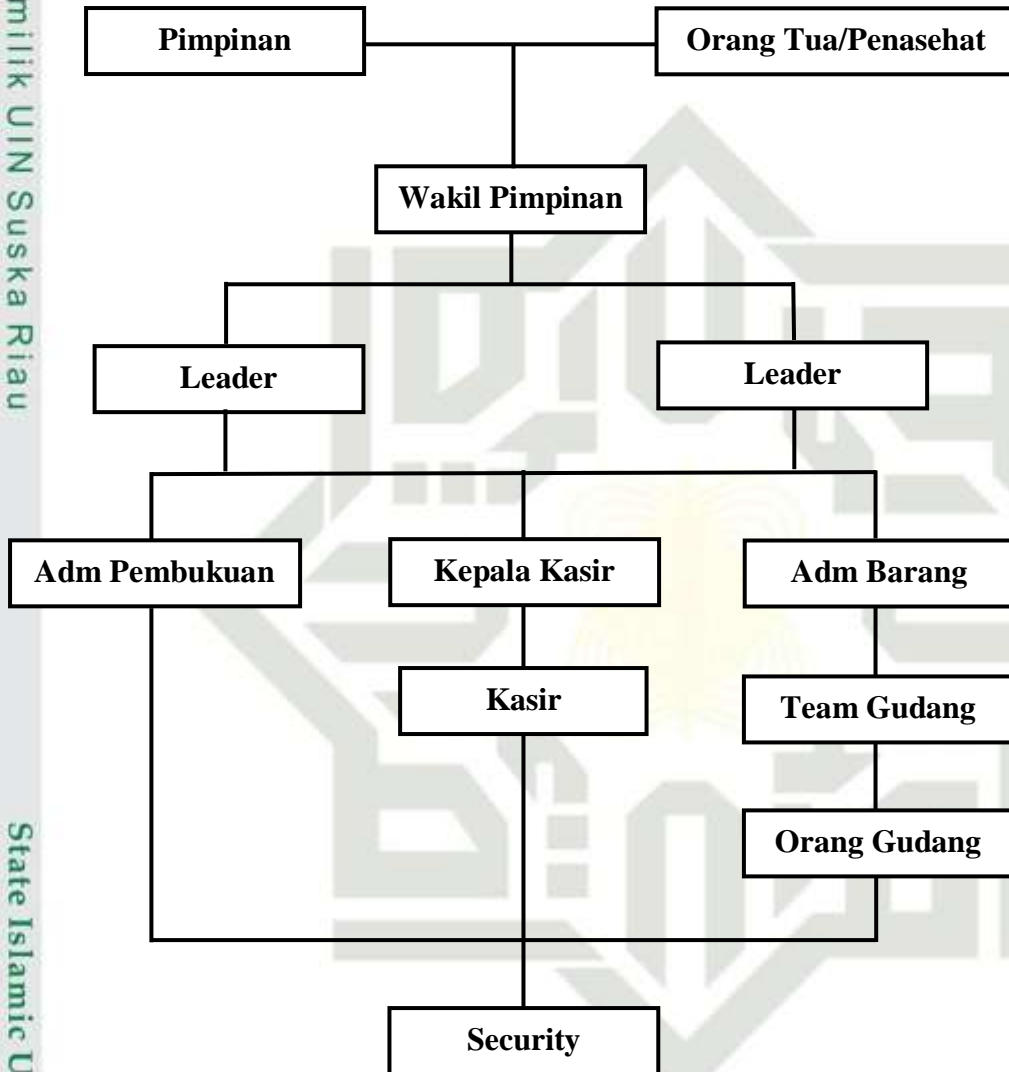 milik UIN Suska Riau
Pimpinan
Orang Tua/Penasehat
Wakil Pimpinan
Leader
Leader
Adm Pembukuan
Kepala Kasir
Adm Barang
Kasir
Team Gudang
Orang Gudang
Security
State Islamic U